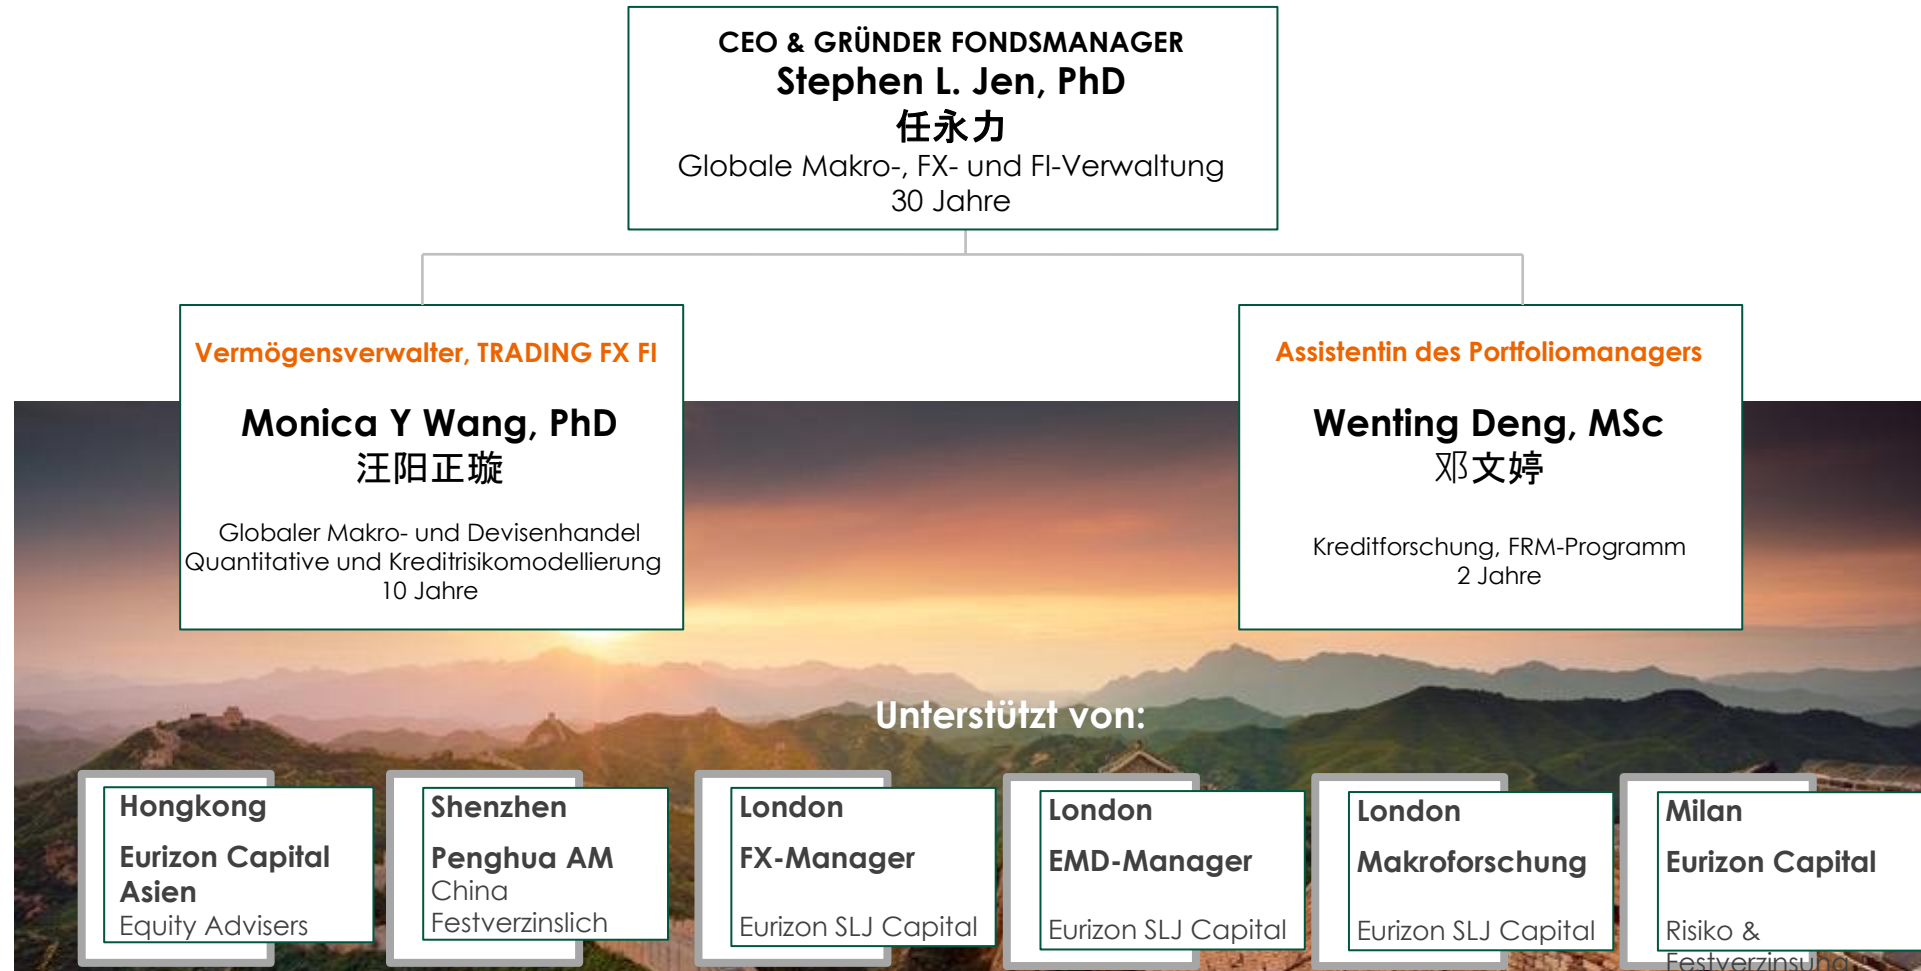 CEO & GRÜNDER FONDSMANAGER
Stephen L. Jen, PhD
任永力
Globale Makro-, FX- und FI-Verwaltung
30 Jahre
Vermögensverwalter, TRADING FX FI
Monica Y Wang, PhD
汪阳正璇
Globaler Makro- und Devisenhandel
Quantitative und Kreditrisikomodellierung
10 Jahre
Assistentin des Portfoliomanagers
Wenting Deng, MSc
邓文婷
Kreditforschung, FRM-Programm
2 Jahre
Unterstützt von:
Hongkong
Eurizon Capital
Asien
Equity Advisers
Shenzhen
Penghua AM
China
Festverzinslich
London
FX-Manager
Eurizon SLJ Capital
London
EMD-Manager
Eurizon SLJ Capital
London
Makroforschung
Eurizon SLJ Capital
Milan
Eurizon Capital
Risiko &
Festverzinsung